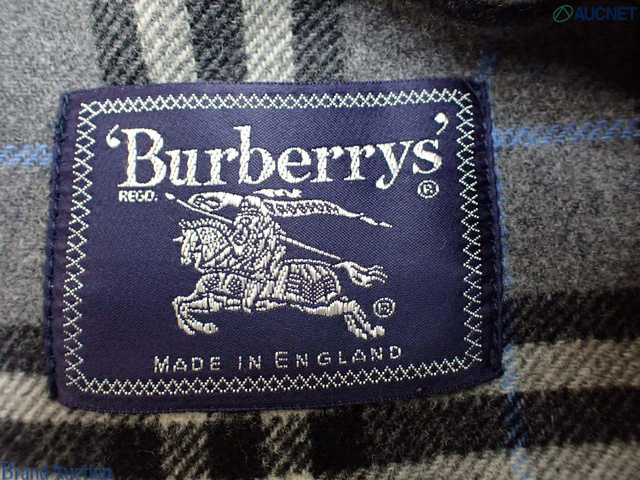 AUCNET
'Burberrys'
REGD. ®
®
MADE IN ENGLAND
Brand Auction